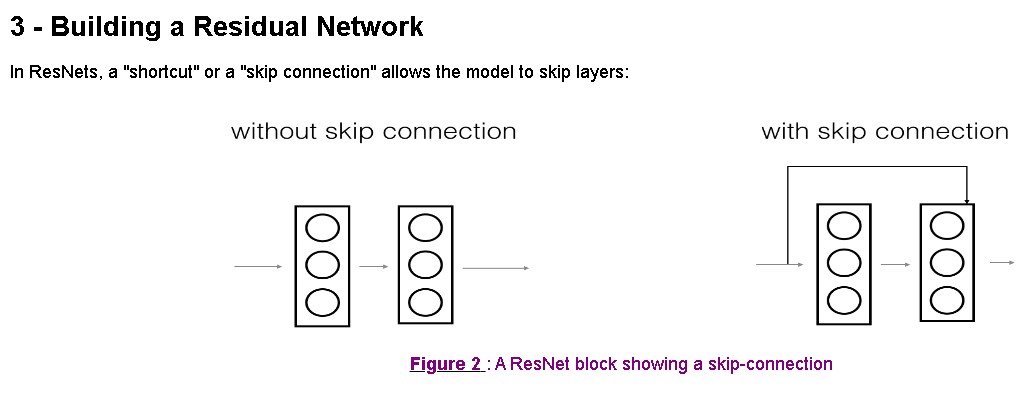 3 - Building a Residual Network
In ResNets, a "shortcut" or a "skip connection" allows the model to skip layers:
without skip connection
with skip connection
Figure 2 : A ResNet block showing a skip-connection